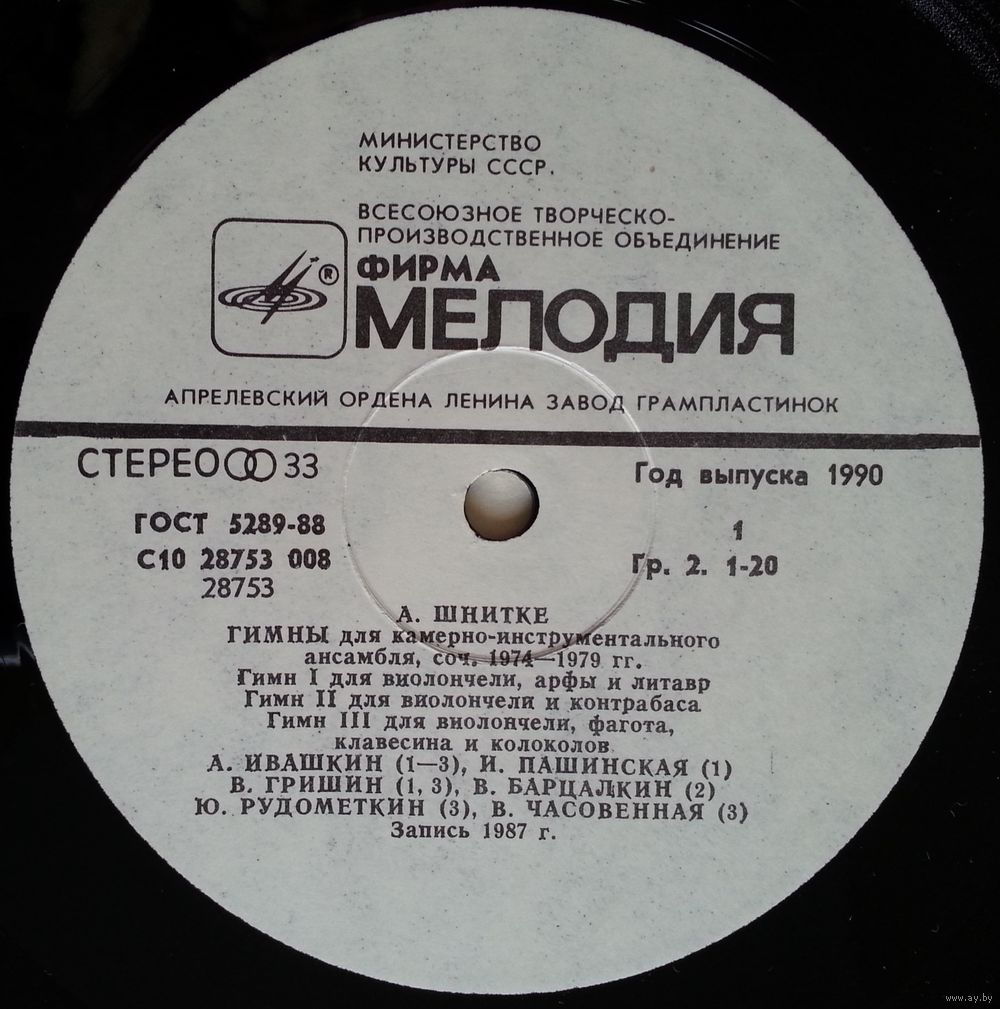 МИНИСТЕРСТВО
КУЛЬТУРЫ СССР.
ВСЕСОЮЗНОЕ ТВОРЧЕСКО-
ПРОИЗВОДСТВЕННОЕ ОБЪЕДИНЕНИЕ
ФИРМА
®
МЕЛОДИЯ
АПРЕЛЕВСКИЙ ОРДЕНА ЛЕНИНА ЗАВОД ГРАМПЛАСТИНОК
СТЕРЕО 33
Год выпуска 1990
ГОСТ 5289-88
1
С10 28753 008
Гр. 2. 1-20
28753
А. ШНИТКЕ
ГИМНЫ для камерно-инструментального
ансамбля, соч. 1974—1979 гг.
Гимн I для виолончели, арфы и литавр
Гимн II для виолончели и контрабаса
Гимн III для виолончели, фагота,
клавесина и колоколов
А. ИВАШКИН (1—3), И. ПАШИНСКАЯ (1)
В. ГРИШИН (1, 3), В. БАРЦАЛКИН (2)
Ю. РУДОМЕТКИН (3), В. ЧАСОВЕННАЯ (3)
Запись 1987 г.
www.ay.by